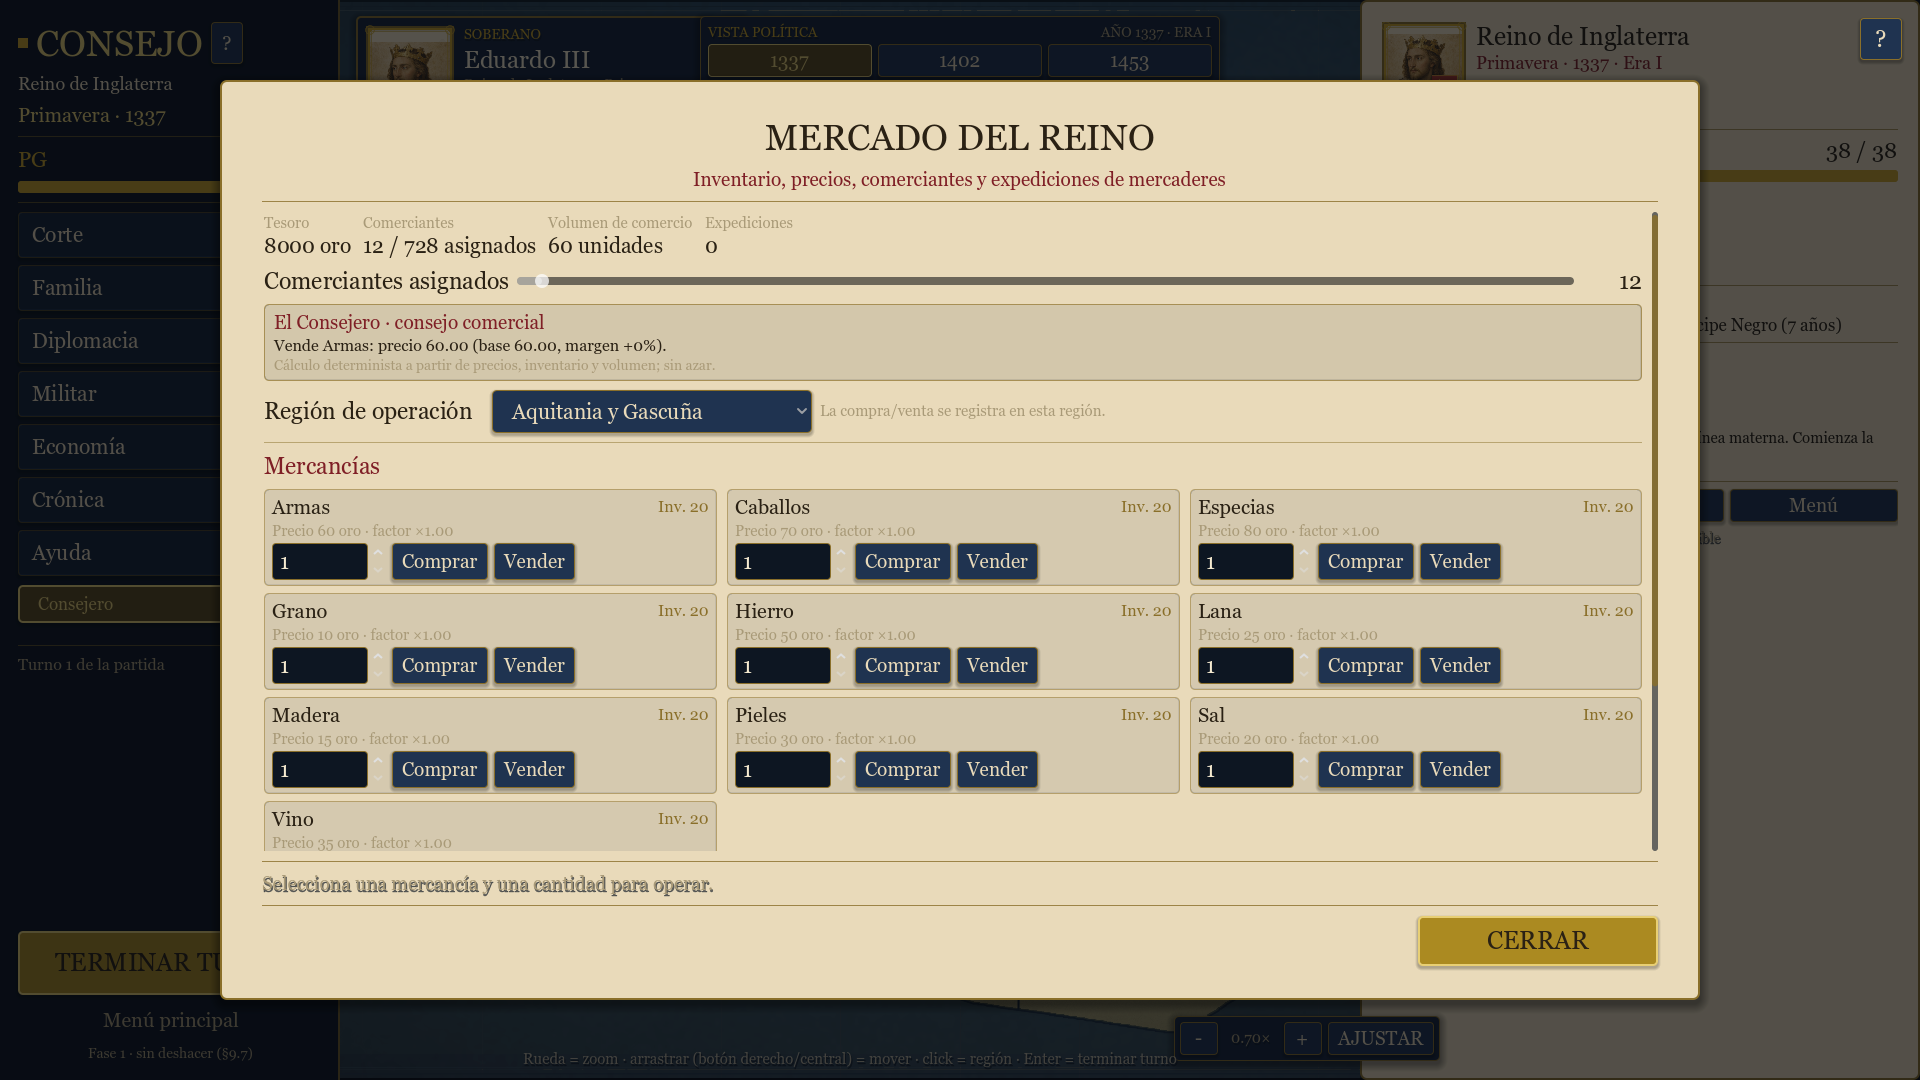 CONSEJO
?
Reino de Inglaterra
Primavera · 1337
PG
Corte
Familia
Diplomacia
Militar
Economía
Crónica
Ayuda
Consejero
Turno 1 de la partida
TERMINAR TU
Menú principal
Fase 1 · sin deshacer (§9.7)
SOBERANO
Eduardo III
VISTA POLÍTICA
AÑO 1337 · ERA I
1337
1402
1453
Reino de Inglaterra
Primavera · 1337 · Era I
?
38 / 38
cipe Negro (7 años)
nea materna. Comienza la
Menú
ible
MERCADO DEL REINO
Inventario, precios, comerciantes y expediciones de mercaderes
Tesoro
8000 oro
Comerciantes
12 / 728 asignados
Volumen de comercio
60 unidades
Expediciones
0
Comerciantes asignados
12
El Consejero · consejo comercial
Vende Armas: precio 60.00 (base 60.00, margen +0%).
Cálculo determinista a partir de precios, inventario y volumen; sin azar.
Región de operación
Aquitania y Gascuña
La compra/venta se registra en esta región.
Mercancías
Armas Inv. 20
Precio 60 oro · factor ×1.00
1 Comprar Vender
Caballos Inv. 20
Precio 70 oro · factor ×1.00
1 Comprar Vender
Especias Inv. 20
Precio 80 oro · factor ×1.00
1 Comprar Vender
Grano Inv. 20
Precio 10 oro · factor ×1.00
1 Comprar Vender
Hierro Inv. 20
Precio 50 oro · factor ×1.00
1 Comprar Vender
Lana Inv. 20
Precio 25 oro · factor ×1.00
1 Comprar Vender
Madera Inv. 20
Precio 15 oro · factor ×1.00
1 Comprar Vender
Pieles Inv. 20
Precio 30 oro · factor ×1.00
1 Comprar Vender
Sal Inv. 20
Precio 20 oro · factor ×1.00
1 Comprar Vender
Vino Inv. 20
Precio 35 oro · factor ×1.00
Selecciona una mercancía y una cantidad para operar.
CERRAR
- 0.70× + AJUSTAR
Rueda = zoom · arrastrar (botón derecho/central) = mover · click = región · Enter = terminar turno